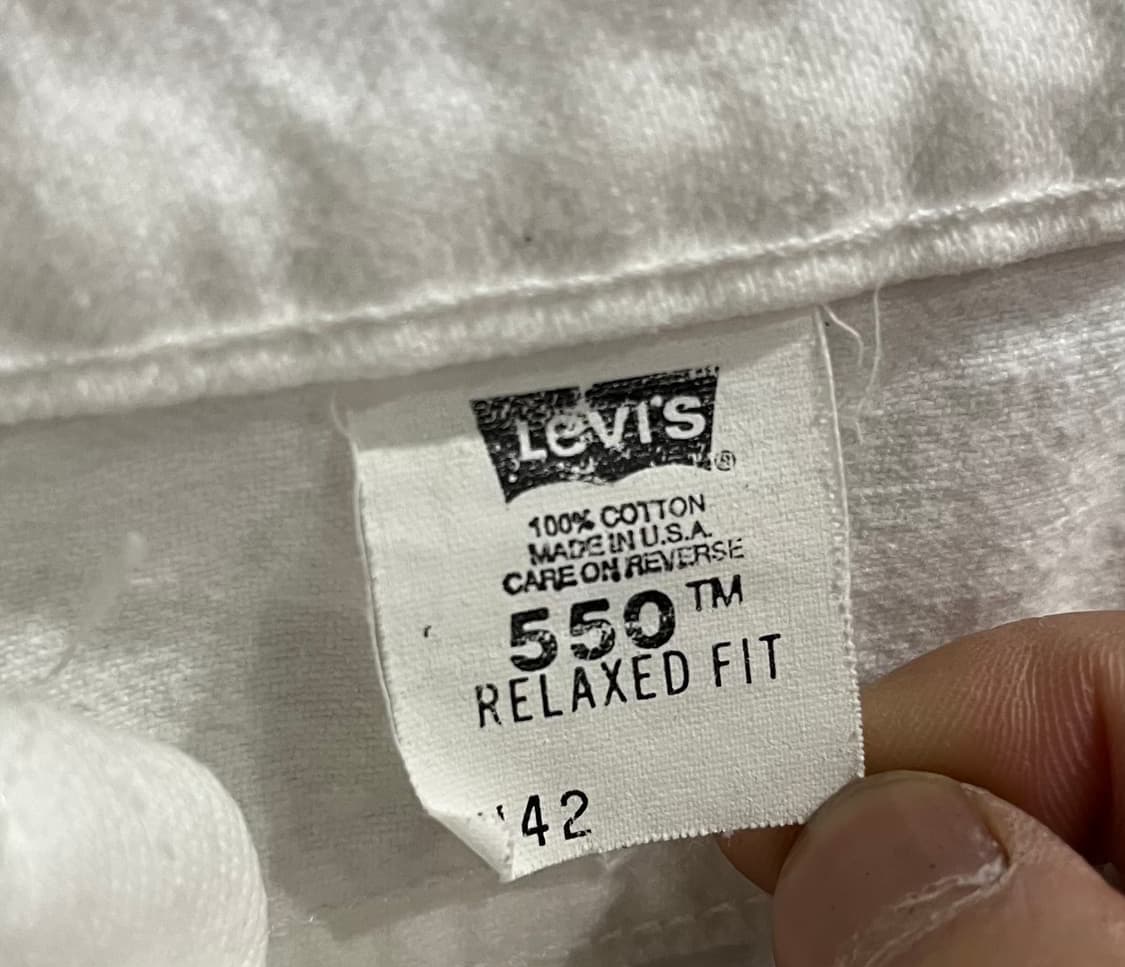 LEVI'S ®
100% COTTON
MADE IN U.S.A.
CARE ON REVERSE
550™
RELAXED FIT
42